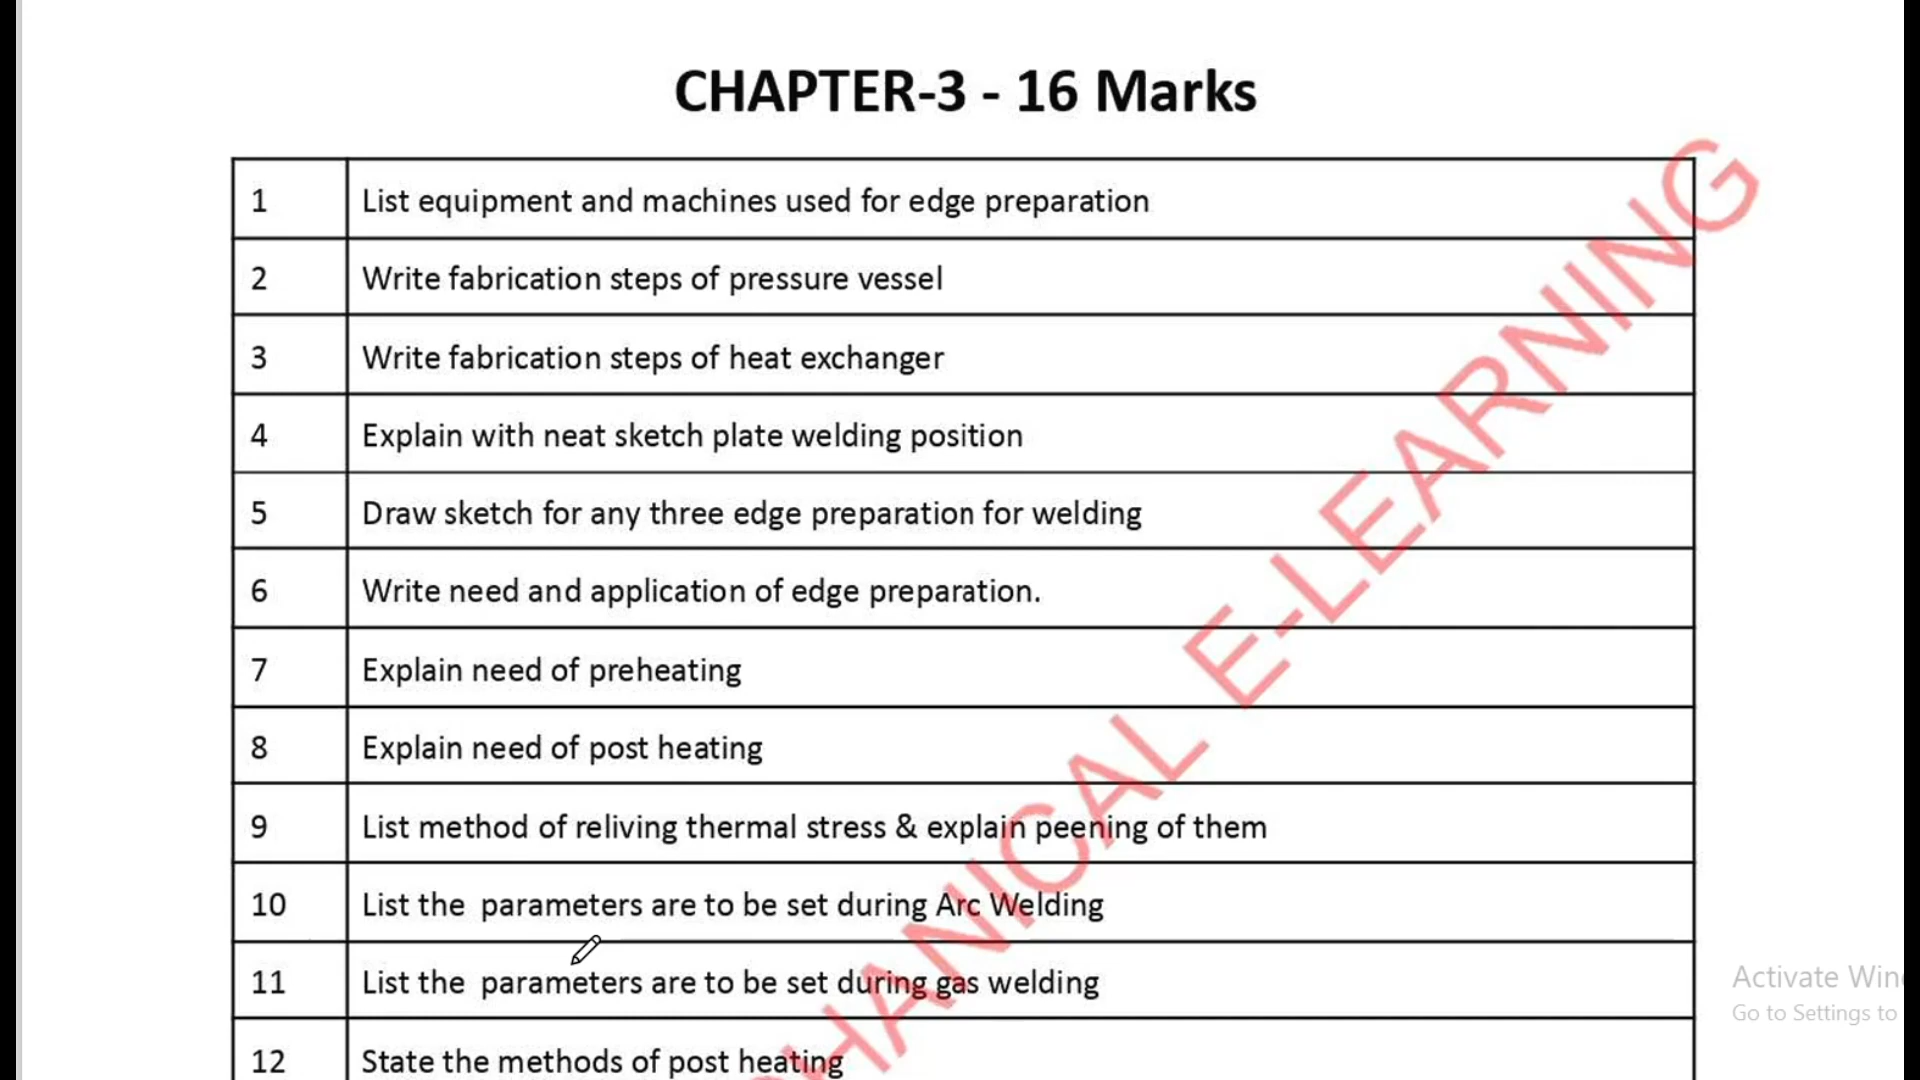 CHAPTER-3 - 16 Marks
1 List equipment and machines used for edge preparation
2 Write fabrication steps of pressure vessel
3 Write fabrication steps of heat exchanger
4 Explain with neat sketch plate welding position
5 Draw sketch for any three edge preparation for welding
6 Write need and application of edge preparation.
7 Explain need of preheating
8 Explain need of post heating
9 List method of reliving thermal stress & explain peening of them
10 List the parameters are to be set during Arc Welding
11 List the parameters are to be set during gas welding
12 State the methods of post heating
HANICAL E-LEARNING
Activate Win
Go to Settings to